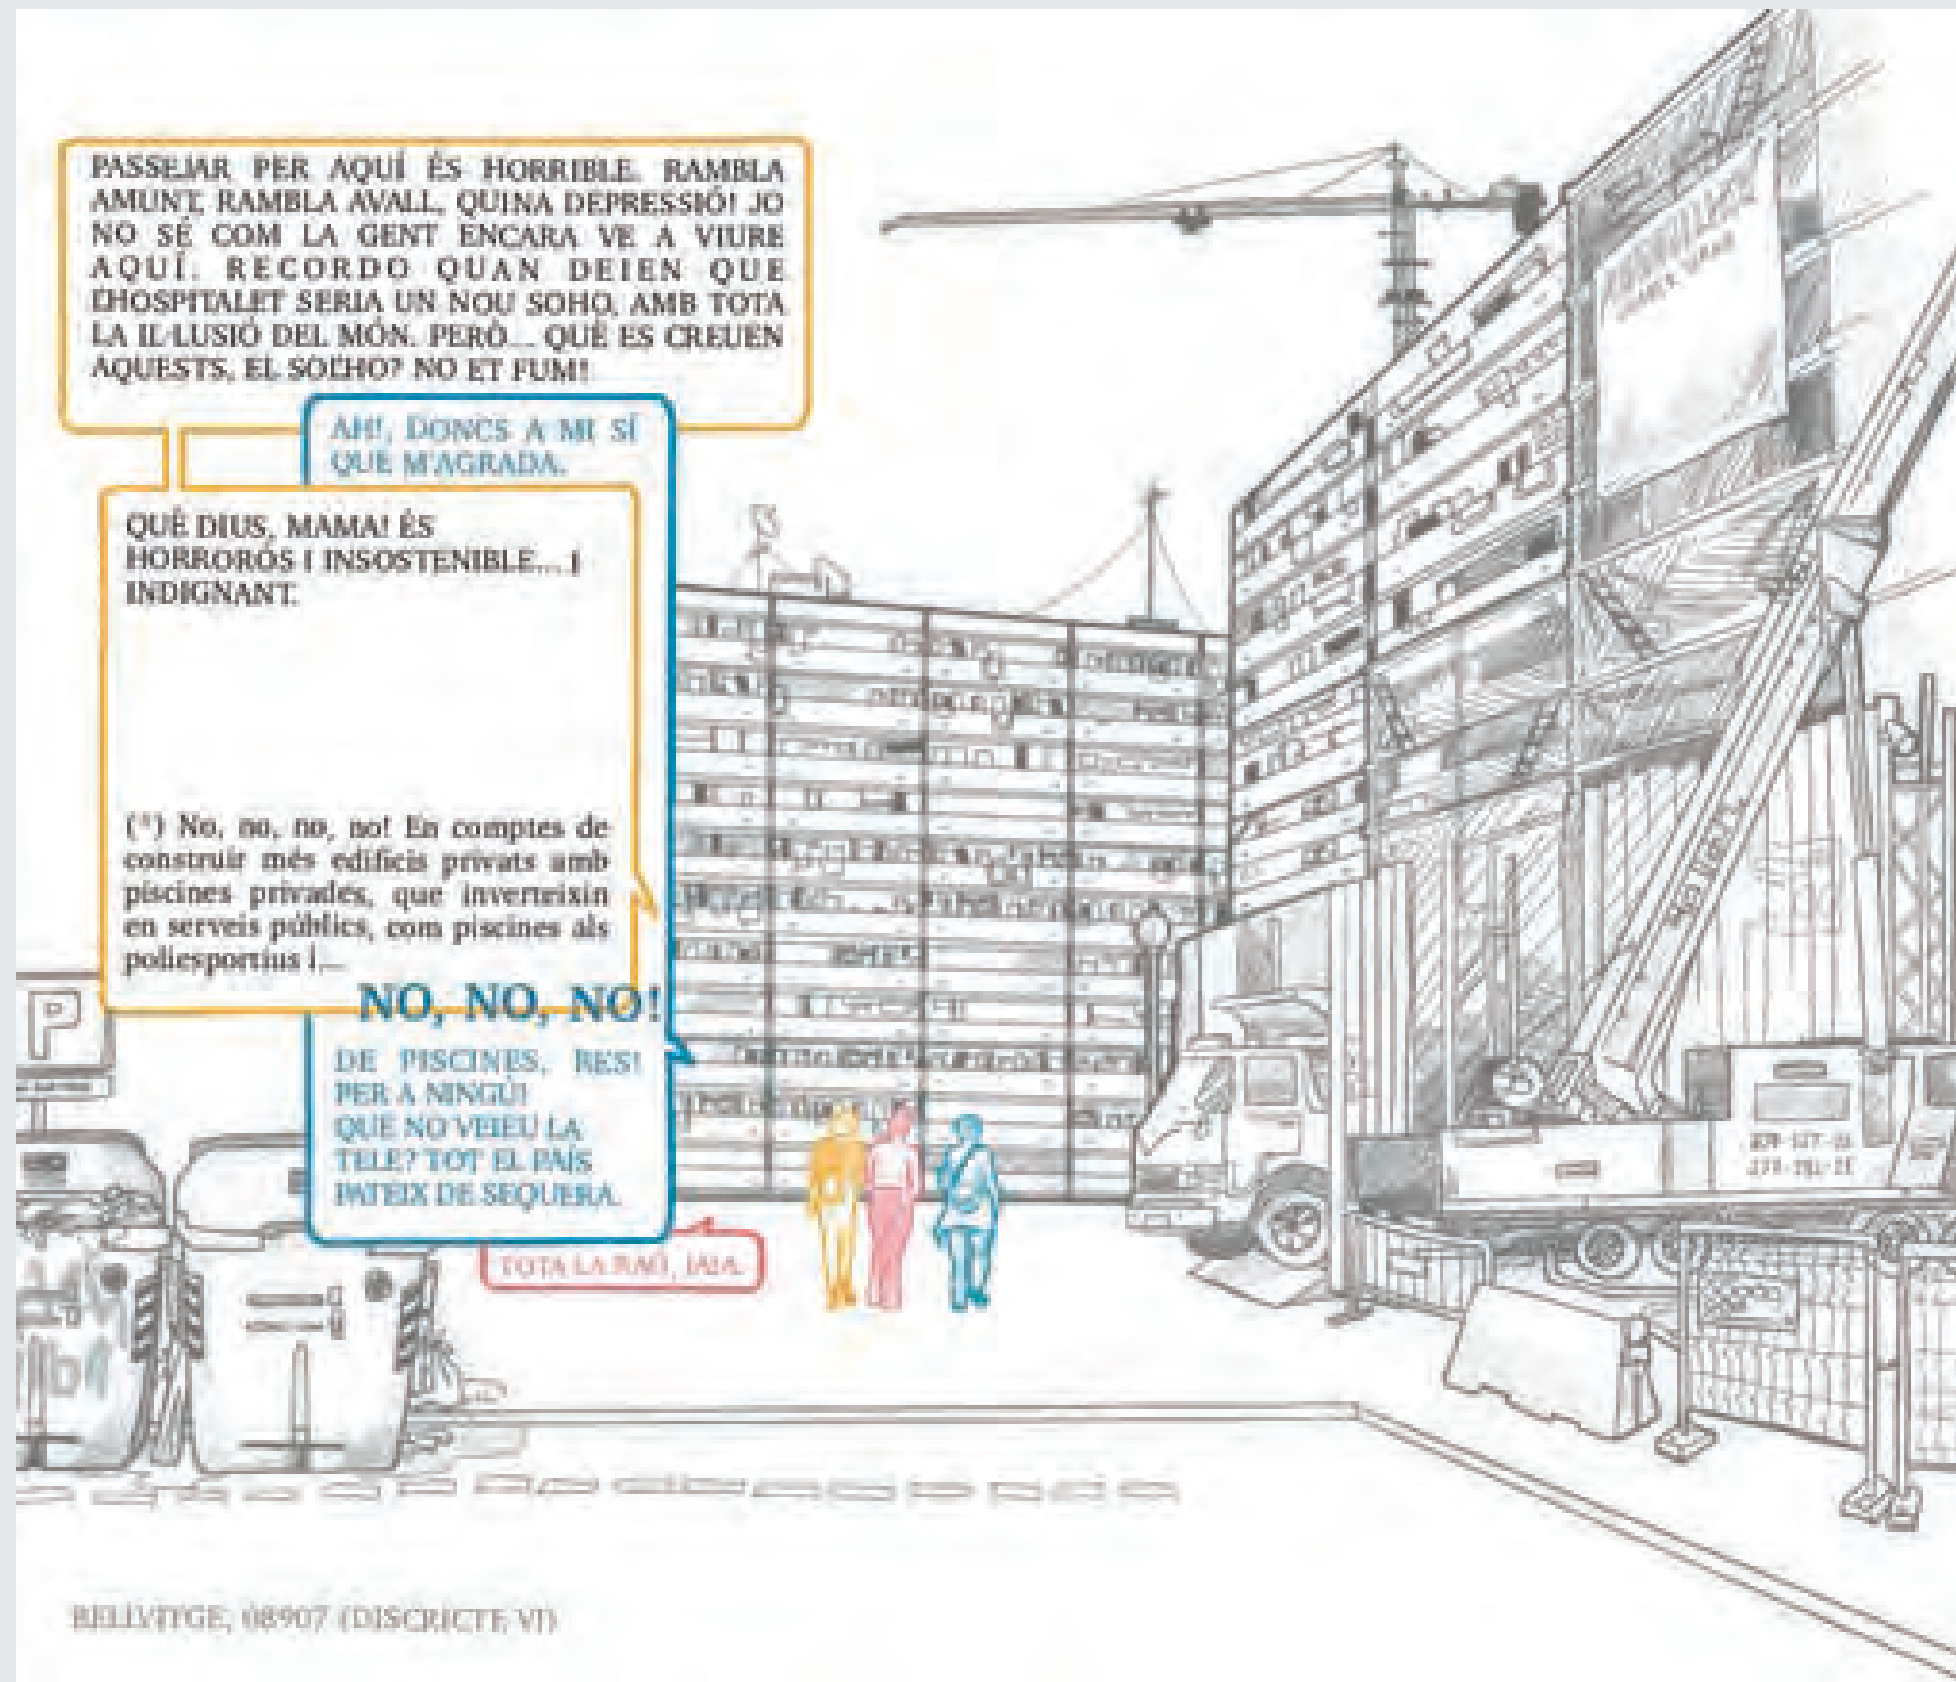 PASSEJAR PER AQUÍ ÉS HORRIBLE. RAMBLA
AMUNT, RAMBLA AVALL, QUINA DEPRESSIÓ! JO
NO SÉ COM LA GENT ENCARA VE A VIURE
AQUÍ. RECORDO QUAN DEIEN QUE
L'HOSPITALET SERIA UN NOU SOHO, AMB TOTA
LA IL·LUSIÓ DEL MÓN. PERÒ... QUÈ ES CREUEN
AQUESTS, EL SOL'HO? NO ET FUM!
AH!, DONCS A MI SÍ
QUE M'AGRADA.
QUÈ DIUS, MAMA! ÉS
HORRORÓS I INSOSTENIBLE... I
INDIGNANT.
(*) No, no, no, no! En comptes de
construir més edificis privats amb
piscines privades, que inverteixin
en serveis públics, com piscines als
poliesportius i...
NO, NO, NO!
DE PISCINES, RES!
PER A NINGÚ!
QUE NO VEIEU LA
TELE? TOT EL PAÍS
PATEIX DE SEQUERA.
TOTA LA RAÓ, IAIA.
P
BELLVITGE, 08907 (DISCRICTE VI)